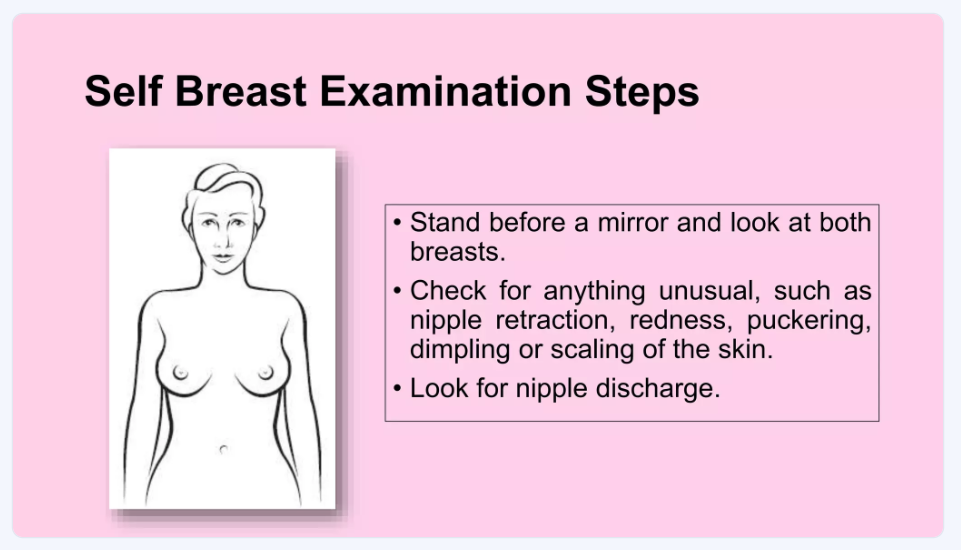 Self Breast Examination Steps
• Stand before a mirror and look at both
breasts.
• Check for anything unusual, such as
nipple retraction, redness, puckering,
dimpling or scaling of the skin.
• Look for nipple discharge.